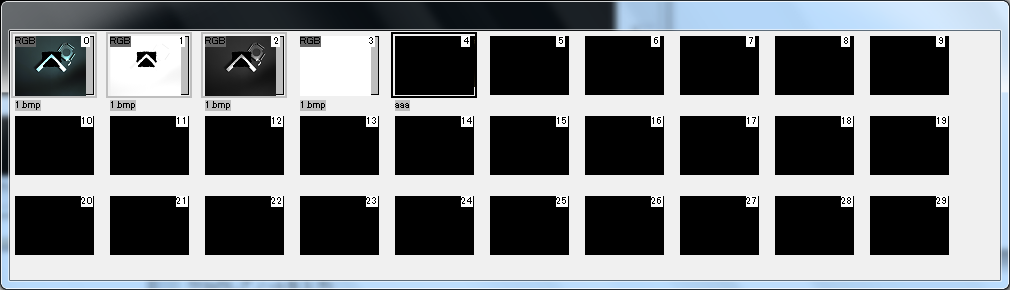 RGB 0 RGB 1 RGB 2 RGB 3 4 5 6 7 8 9
1.bmp 1.bmp 1.bmp 1.bmp aaa
10 11 12 13 14 15 16 17 18 19
20 21 22 23 24 25 26 27 28 29